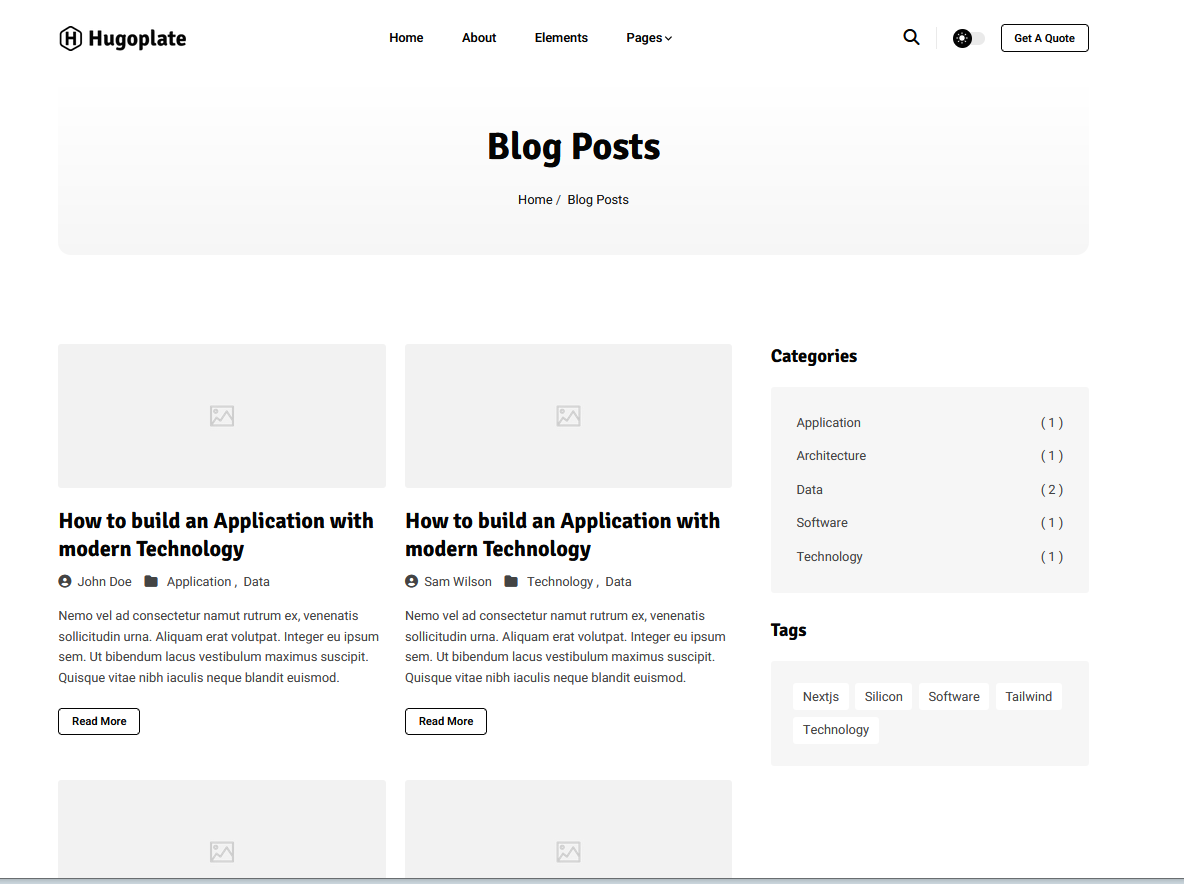 Hugoplate
Home About Elements Pages
Get A Quote
Blog Posts
Home / Blog Posts
How to build an Application with
modern Technology
John Doe Application , Data
Nemo vel ad consectetur namut rutrum ex, venenatis
sollicitudin urna. Aliquam erat volutpat. Integer eu ipsum
sem. Ut bibendum lacus vestibulum maximus suscipit.
Quisque vitae nibh iaculis neque blandit euismod.
Read More
How to build an Application with
modern Technology
Sam Wilson Technology , Data
Nemo vel ad consectetur namut rutrum ex, venenatis
sollicitudin urna. Aliquam erat volutpat. Integer eu ipsum
sem. Ut bibendum lacus vestibulum maximus suscipit.
Quisque vitae nibh iaculis neque blandit euismod.
Read More
Categories
Application ( 1 )
Architecture ( 1 )
Data ( 2 )
Software ( 1 )
Technology ( 1 )
Tags
Nextjs Silicon Software Tailwind
Technology